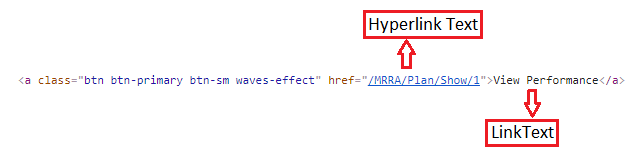 Hyperlink Text
<a class="btn btn-primary btn-sm waves-effect" href="/MRRA/Plan/Show/1">View Performance</a>
LinkText